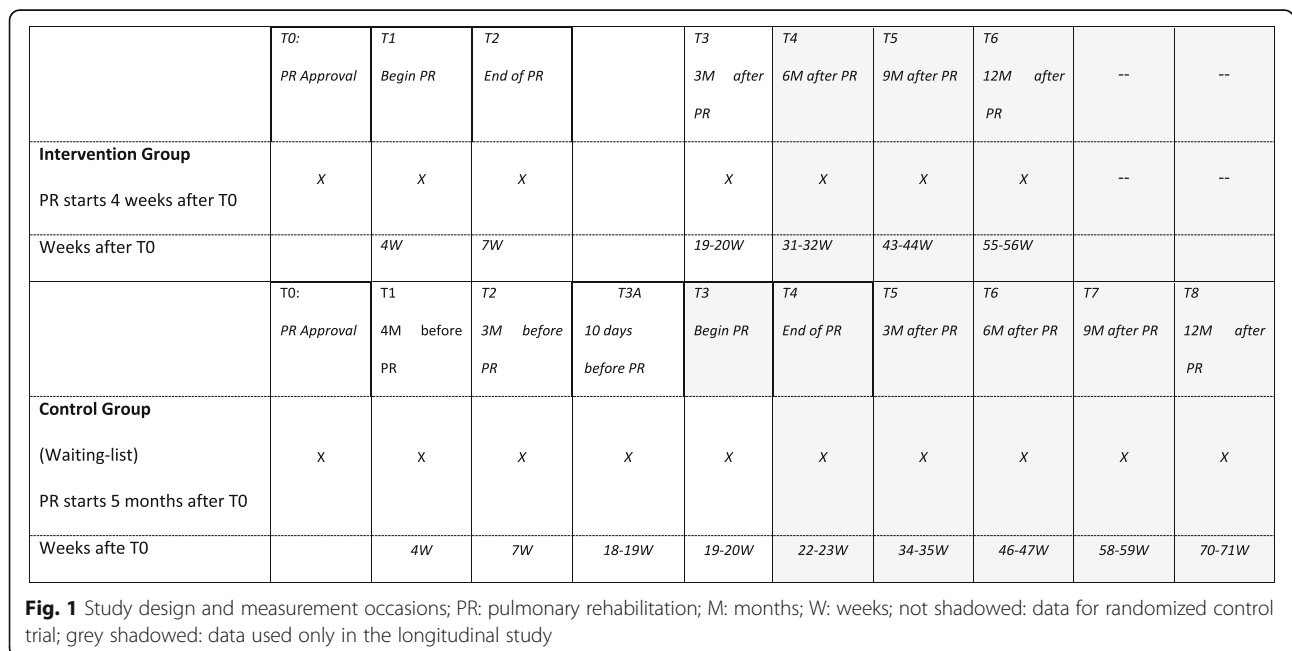 T0: T1 T2 T3 T4 T5 T6
PR Approval Begin PR End of PR 3M after 6M after PR 9M after PR 12M after -- --
PR PR
Intervention Group
X X X X X X X -- --
PR starts 4 weeks after T0
Weeks after T0 4W 7W 19-20W 31-32W 43-44W 55-56W
T0: T1 T2 T3A T3 T4 T5 T6 T7 T8
PR Approval 4M before 3M before 10 days Begin PR End of PR 3M after PR 6M after PR 9M after PR 12M after
PR PR before PR PR
Control Group
(Waiting-list) X X X X X X X X X X
PR starts 5 months after T0
Weeks afte T0 4W 7W 18-19W 19-20W 22-23W 34-35W 46-47W 58-59W 70-71W
Fig. 1 Study design and measurement occasions; PR: pulmonary rehabilitation; M: months; W: weeks; not shadowed: data for randomized control
trial; grey shadowed: data used only in the longitudinal study